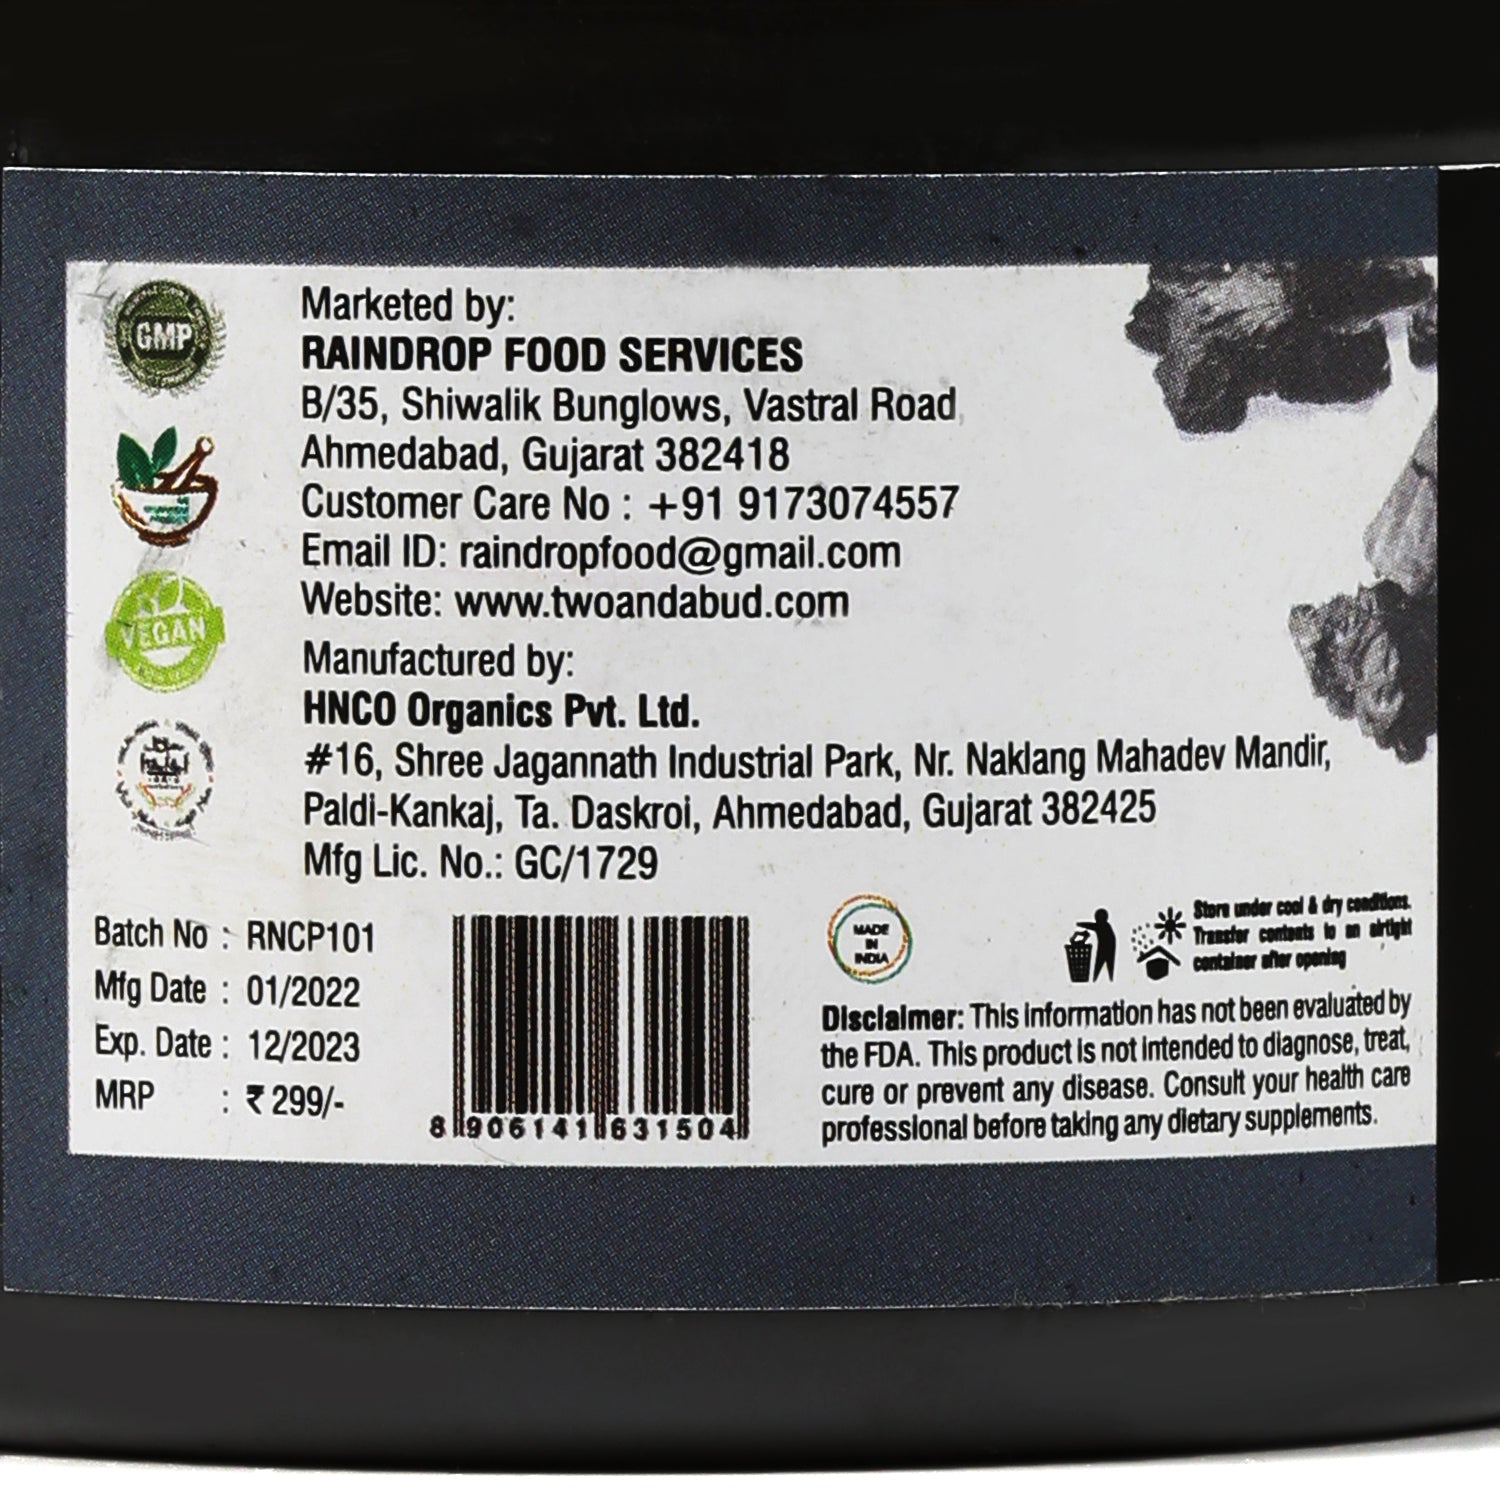 GMP
VEGAN
Marketed by:
RAINDROP FOOD SERVICES
B/35, Shiwalik Bunglows, Vastral Road
Ahmedabad, Gujarat 382418
Customer Care No : +91 9173074557
Email ID: raindropfood@gmail.com
Website: www.twoandabud.com
Manufactured by:
HNCO Organics Pvt. Ltd.
#16, Shree Jagannath Industrial Park, Nr. Naklang Mahadev Mandir,
Paldi-Kankaj, Ta. Daskroi, Ahmedabad, Gujarat 382425
Mfg Lic. No.: GC/1729
Batch No : RNCP101
Mfg Date : 01/2022
Exp. Date : 12/2023
MRP : ₹ 299/-
8 906141 631504
MADE
IN
INDIA
Store under cool & dry conditions.
Transfer contents to an airtight
container after opening
Disclaimer: This information has not been evaluated by
the FDA. This product is not intended to diagnose, treat,
cure or prevent any disease. Consult your health care
professional before taking any dietary supplements.